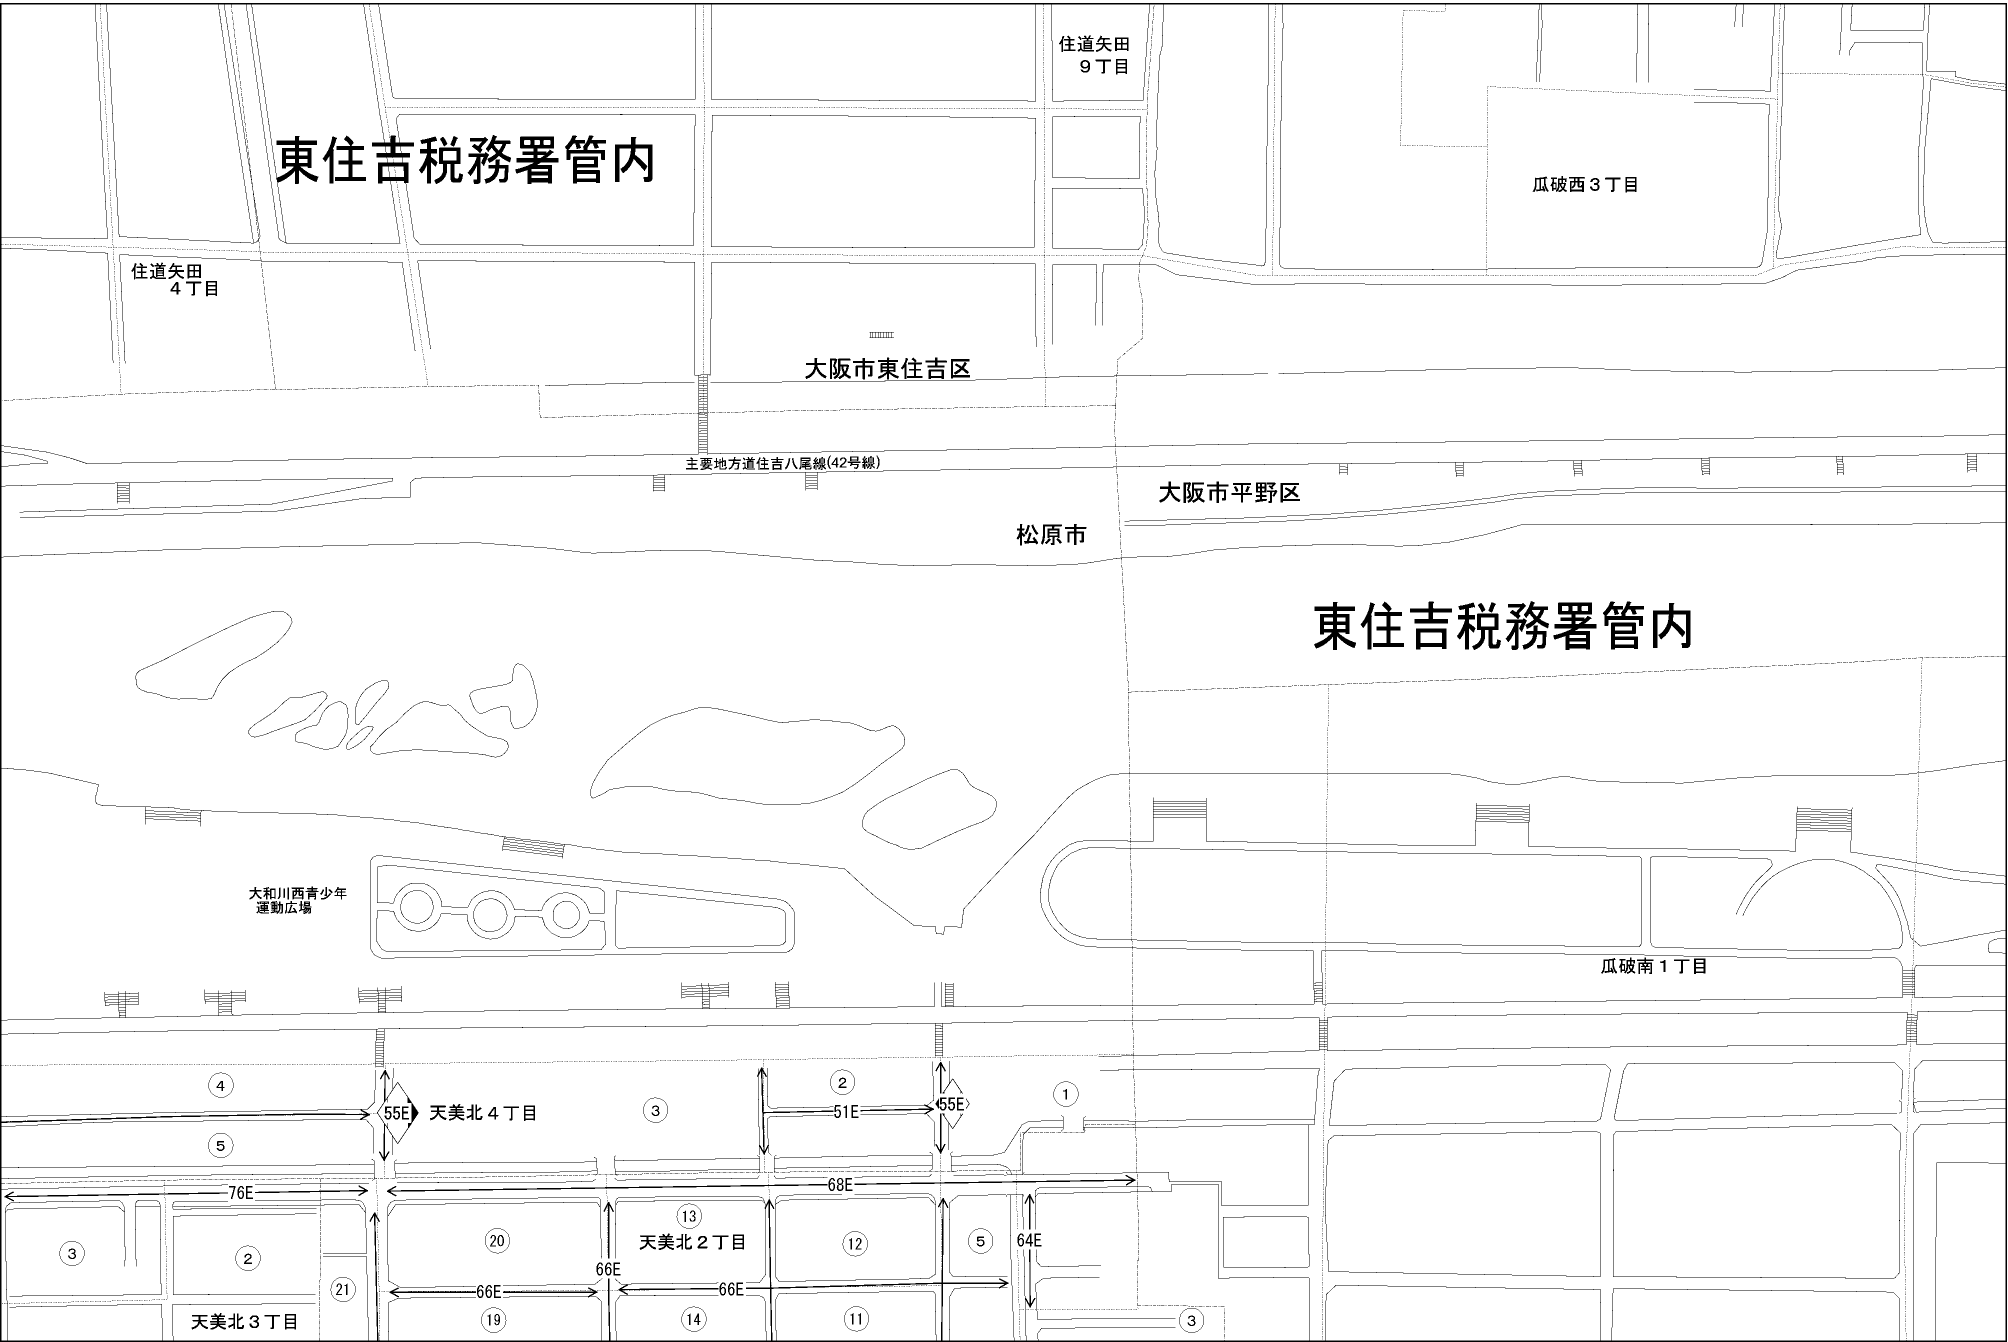 住道矢田
９丁目
東住吉税務署管内
瓜破西３丁目
住道矢田
４丁目
大阪市東住吉区
主要地方道住吉八尾線(42号線)
大阪市平野区
松原市
東住吉税務署管内
大和川西青少年
運動広場
瓜破南１丁目
4
2
1
55E
天美北４丁目
3
51E
55E
5
76E
68E
13
3
2
20
天美北２丁目
12
5
64E
66E
21
66E
66E
天美北３丁目
19
14
11
3